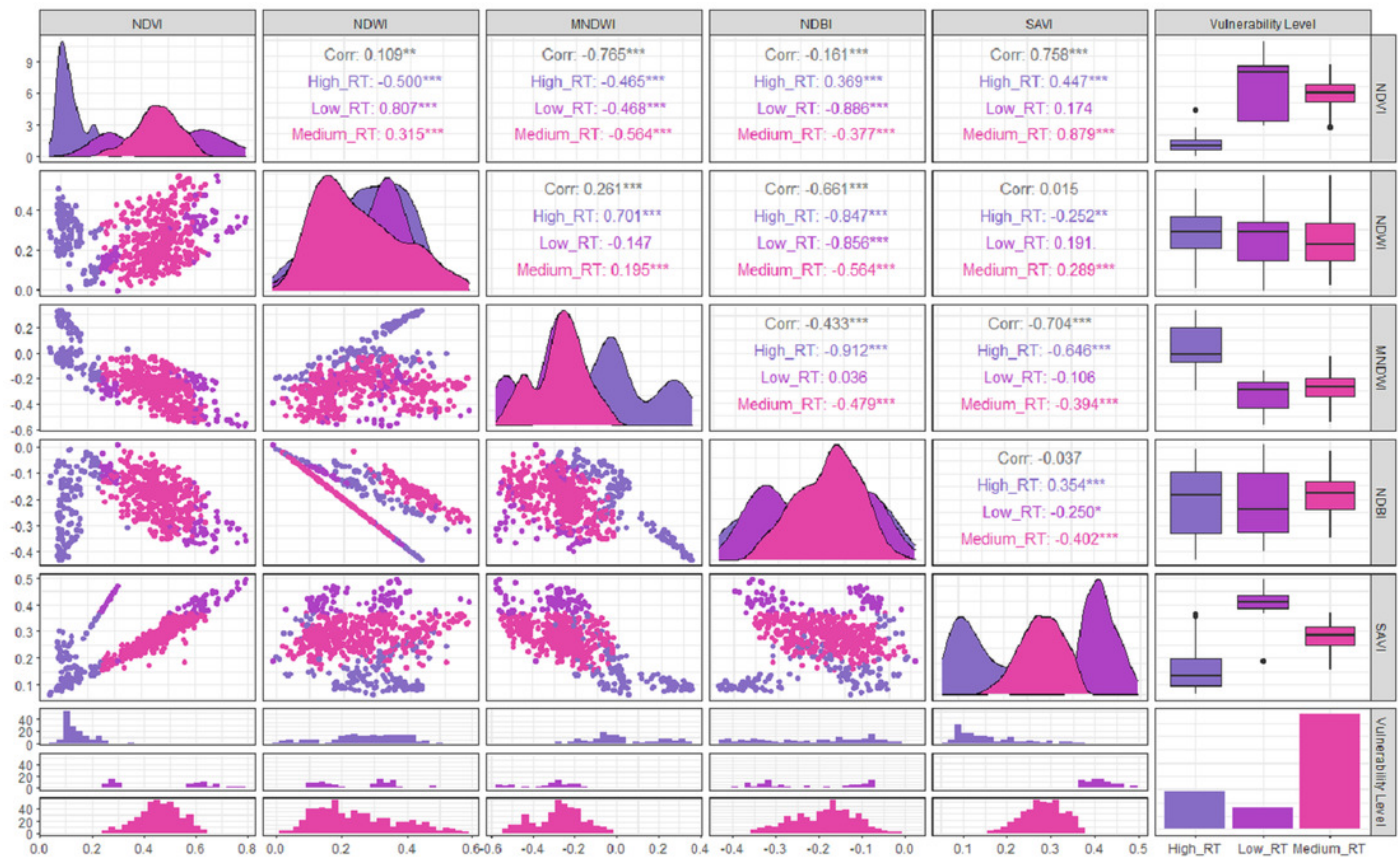 NDVI NDWI MNDWI NDBI SAVI Vulnerability Level
Corr: 0.109** Corr: -0.765*** Corr: -0.161*** Corr: 0.758***
High_RT: -0.500*** High_RT: -0.465*** High_RT: 0.369*** High_RT: 0.447***
Low_RT: 0.807*** Low_RT: -0.468*** Low_RT: -0.886*** Low_RT: 0.174
Medium_RT: 0.315*** Medium_RT: -0.564*** Medium_RT: -0.377*** Medium_RT: 0.879***
9
6
3
0
NDVI
Corr: 0.261*** Corr: -0.661*** Corr: 0.015
High_RT: 0.701*** High_RT: -0.847*** High_RT: -0.252**
Low_RT: -0.147 Low_RT: -0.856*** Low_RT: 0.191.
Medium_RT: 0.195*** Medium_RT: -0.564*** Medium_RT: 0.289***
0.4
0.2
0.0
NDWI
Corr: -0.433*** Corr: -0.704***
High_RT: -0.912*** High_RT: -0.646***
Low_RT: 0.036 Low_RT: -0.106
Medium_RT: -0.479*** Medium_RT: -0.394***
0.2
0.0
-0.2
-0.4
-0.6
MNDWI
Corr: -0.037
High_RT: 0.354***
Low_RT: -0.250*
Medium_RT: -0.402***
0.0
-0.1
-0.2
-0.3
-0.4
NDBI
0.5
0.4
0.3
0.2
0.1
SAVI
40
20
0
40
20
0
40
20
0
Vulnerability Level
0.0 0.2 0.4 0.6 0.8 0.0 0.2 0.4 0.6 -0.6 -0.4 -0.2 0.0 0.2 0.4 -0.4 -0.3 -0.2 -0.1 0.0 0.1 0.2 0.3 0.4 0.5 High_RT Low_RT Medium_RT